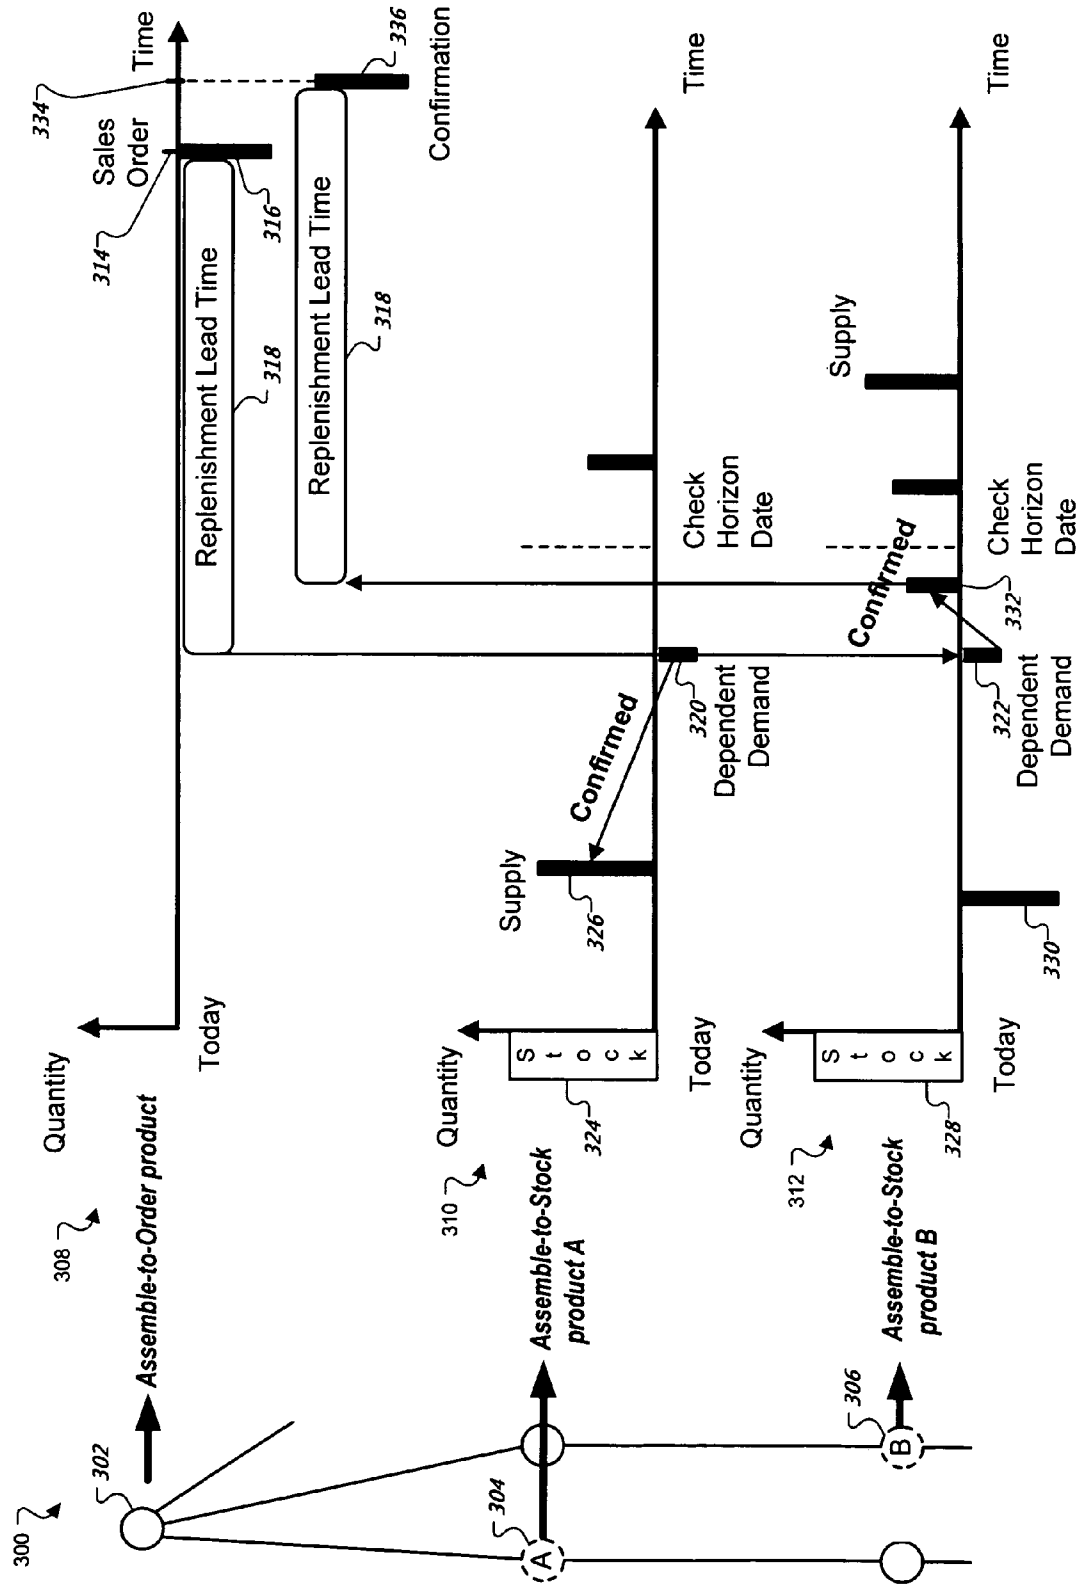 300
302
308
Assemble-to-Order product
Quantity
Today
314
Sales
Order
334
Time
Replenishment Lead Time
318
316
Replenishment Lead Time
318
336
Confirmation
304
A
Assemble-to-Stock
product A
310
Quantity
S t o c k
324
Today
Supply
326
Confirmed
320
Dependent
Demand
Check
Horizon
Date
Time
306
B
Assemble-to-Stock
product B
312
Quantity
S t o c k
328
Today
330
Confirmed
322
Dependent
Demand
332
Check
Horizon
Date
Supply
Time